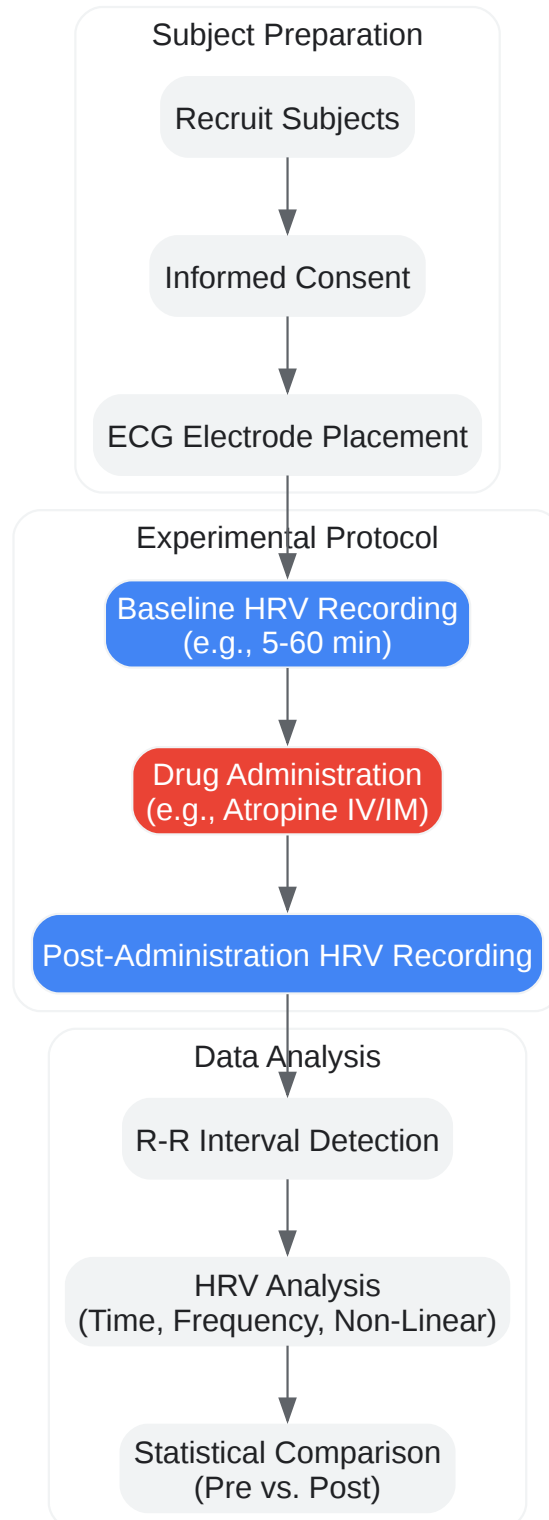 Subject Preparation
Recruit Subjects
Informed Consent
ECG Electrode Placement
Experimental Protocol
Baseline HRV Recording
(e.g., 5-60 min)
Drug Administration
(e.g., Atropine IV/IM)
Post-Administration HRV Recording
Data Analysis
R-R Interval Detection
HRV Analysis
(Time, Frequency, Non-Linear)
Statistical Comparison
(Pre vs. Post)